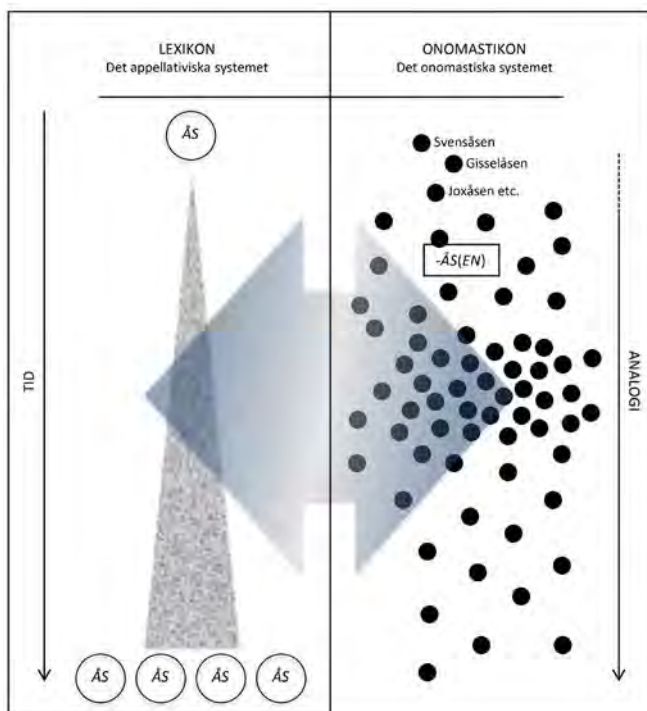 LEXIKON
Det appellativiska systemet
ONOMASTIKON
Det onomastiska systemet
ÅS
Svensåsen
Gisselåsen
Joxåsen etc.
-ÅS(EN)
TID
ANALOGI
ÅS ÅS ÅS ÅS